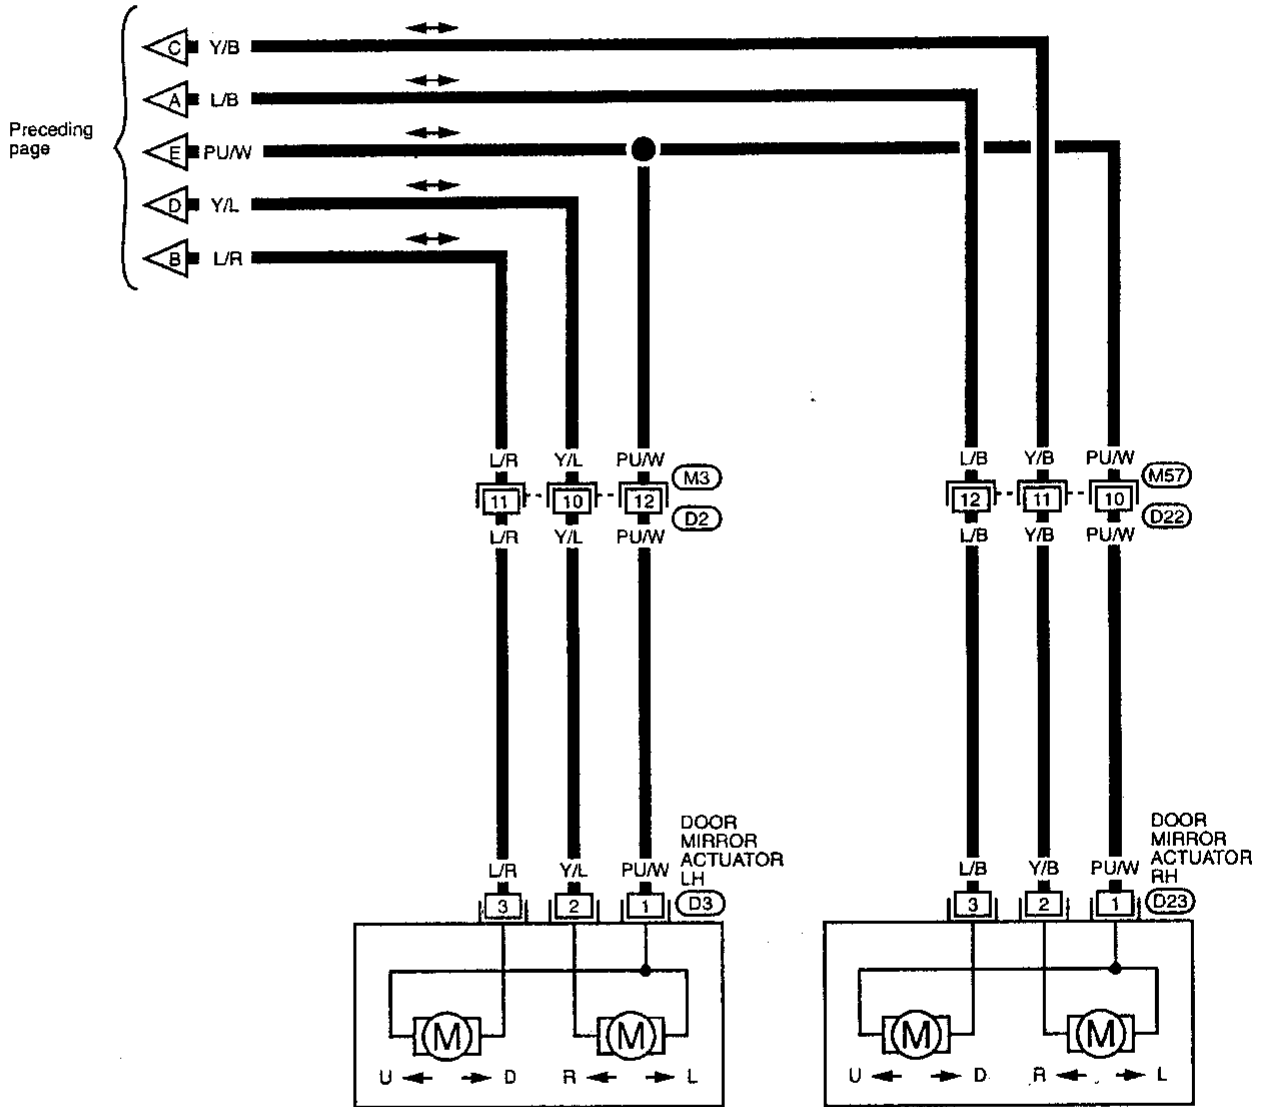 C Y/B
A L/B
Preceding
page
E PU/W
D Y/L
B L/R
L/R Y/L PU/W
M3
11 10 12
D2
L/R Y/L PU/W
L/B Y/B PU/W
M57
12 11 10
D22
L/B Y/B PU/W
DOOR
MIRROR
ACTUATOR
LH
L/R Y/L PU/W
3 2 1
D3
M M
U D R L
DOOR
MIRROR
ACTUATOR
RH
L/B Y/B PU/W
3 2 1
D23
M M
U D R L